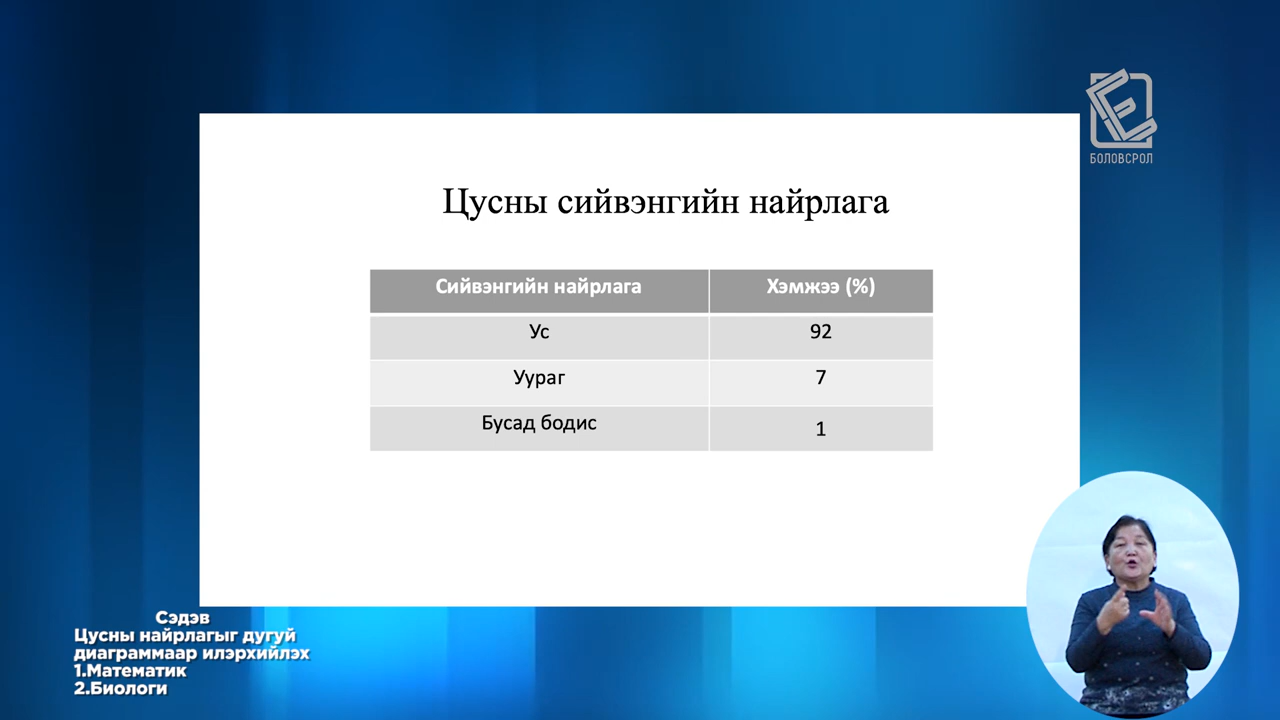 БОЛОВСРОЛ
Цусны сийвэнгийн найрлага
Сийвэнгийн найрлага Хэмжээ (%)
Ус 92
Уураг 7
Бусад бодис 1
Сэдэв
Цусны найрлагыг дугуй
диаграммаар илэрхийлэх
1.Математик
2.Биологи